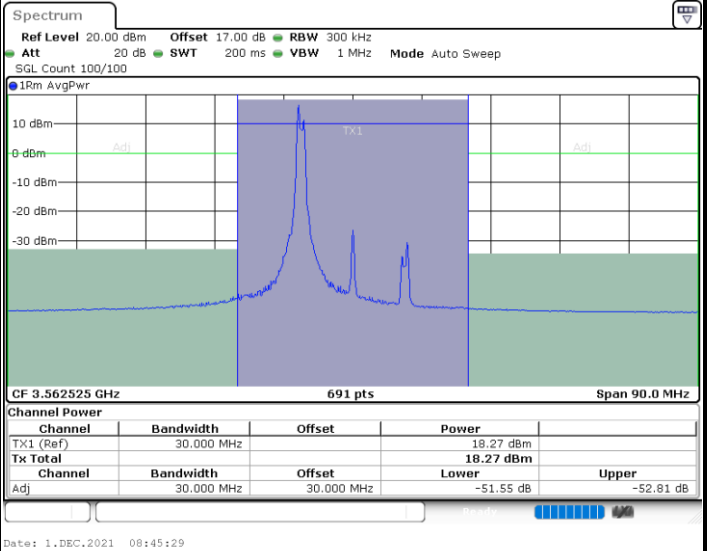 Spectrum
Ref Level 20.00 dBm Offset 17.00 dB RBW 300 kHz
Att 20 dB SWT 200 ms VBW 1 MHz Mode Auto Sweep
SGL Count 100/100
1Rm AvgPwr
10 dBm
TX1
Adj
Adj
0 dBm
-10 dBm
-20 dBm
-30 dBm
CF 3.562525 GHz 691 pts Span 90.0 MHz
Channel Power
Channel Bandwidth Offset Power
TX1 (Ref) 30.000 MHz 18.27 dBm
Tx Total 18.27 dBm
Channel Bandwidth Offset Lower Upper
Adj 30.000 MHz 30.000 MHz -51.55 dB -52.81 dB
Ready
Date: 1.DEC.2021 08:45:29